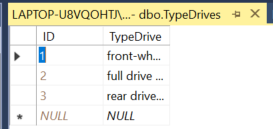 LAPTOP-U8VQOHTJ\...- dbo.TypeDrives
ID TypeDrive
1 front-wh...
2 full drive ...
3 rear drive...
NULL NULL